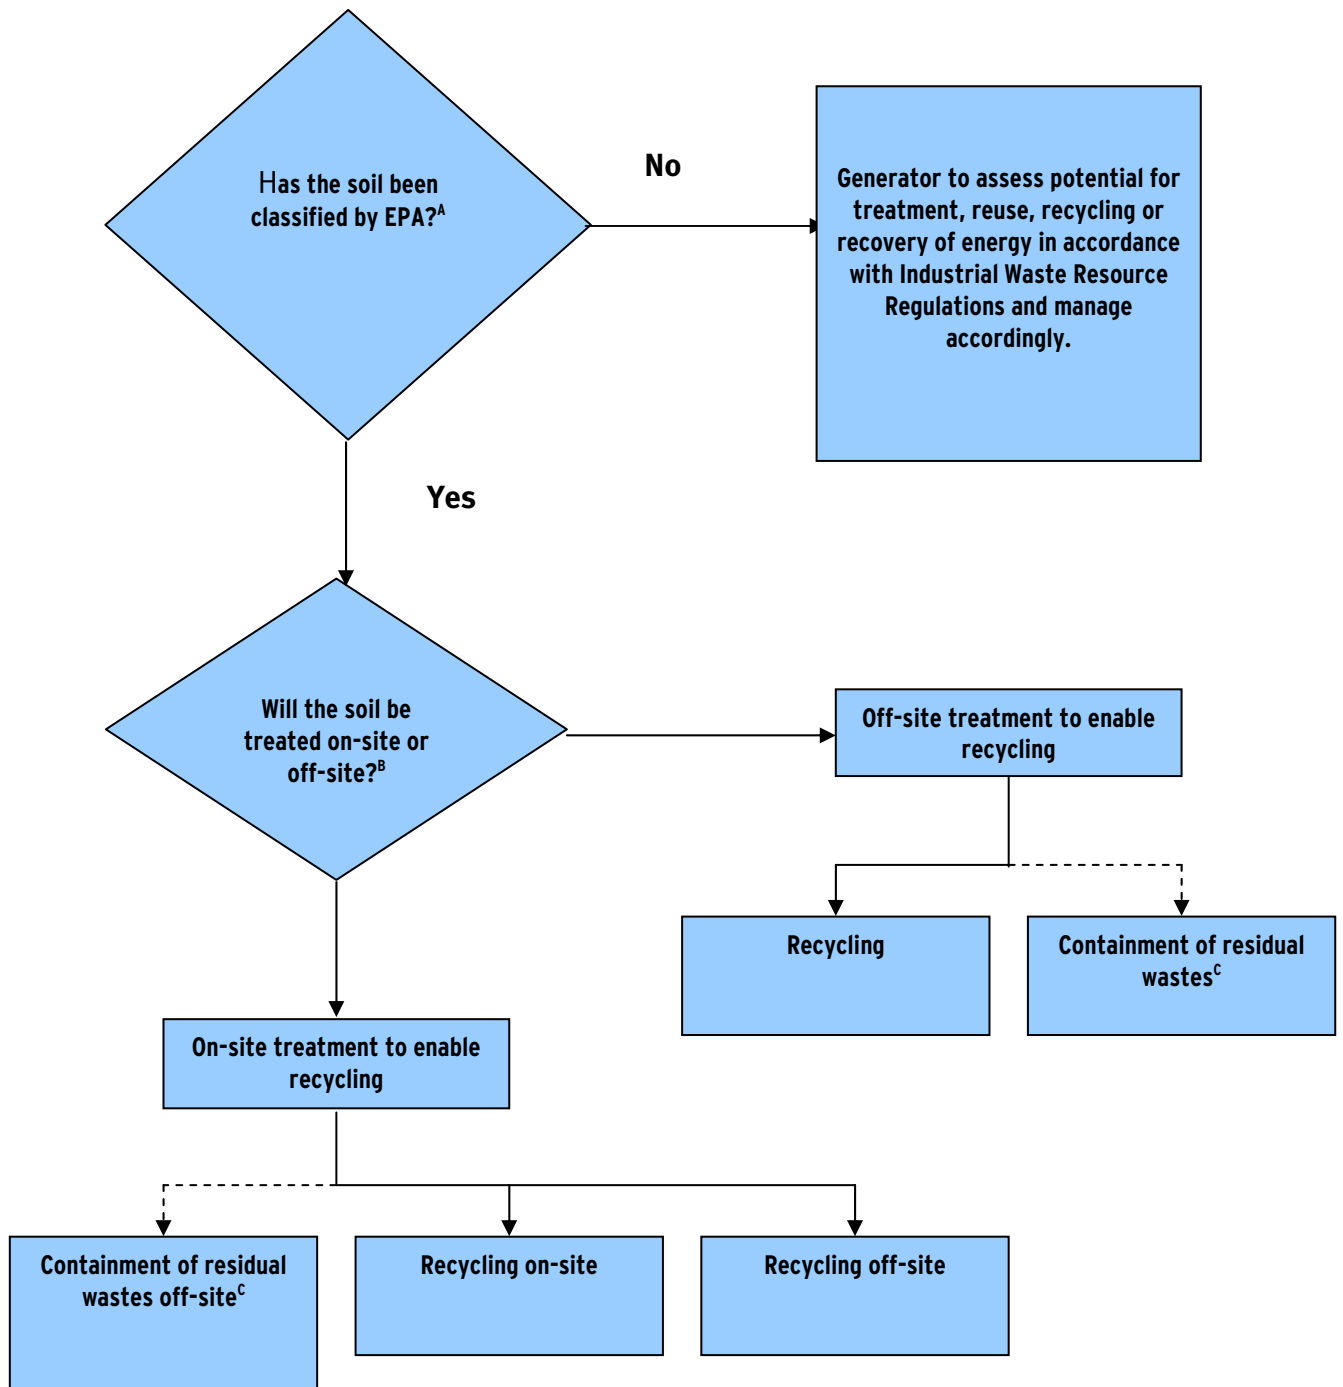 Has the soil been
classified by EPA?A
No
Generator to assess potential for
treatment, reuse, recycling or
recovery of energy in accordance
with Industrial Waste Resource
Regulations and manage
accordingly.
Yes
Will the soil be
treated on-site or
off-site?B
Off-site treatment to enable
recycling
Recycling
Containment of residual
wastesC
On-site treatment to enable
recycling
Containment of residual
wastes off-siteC
Recycling on-site
Recycling off-site